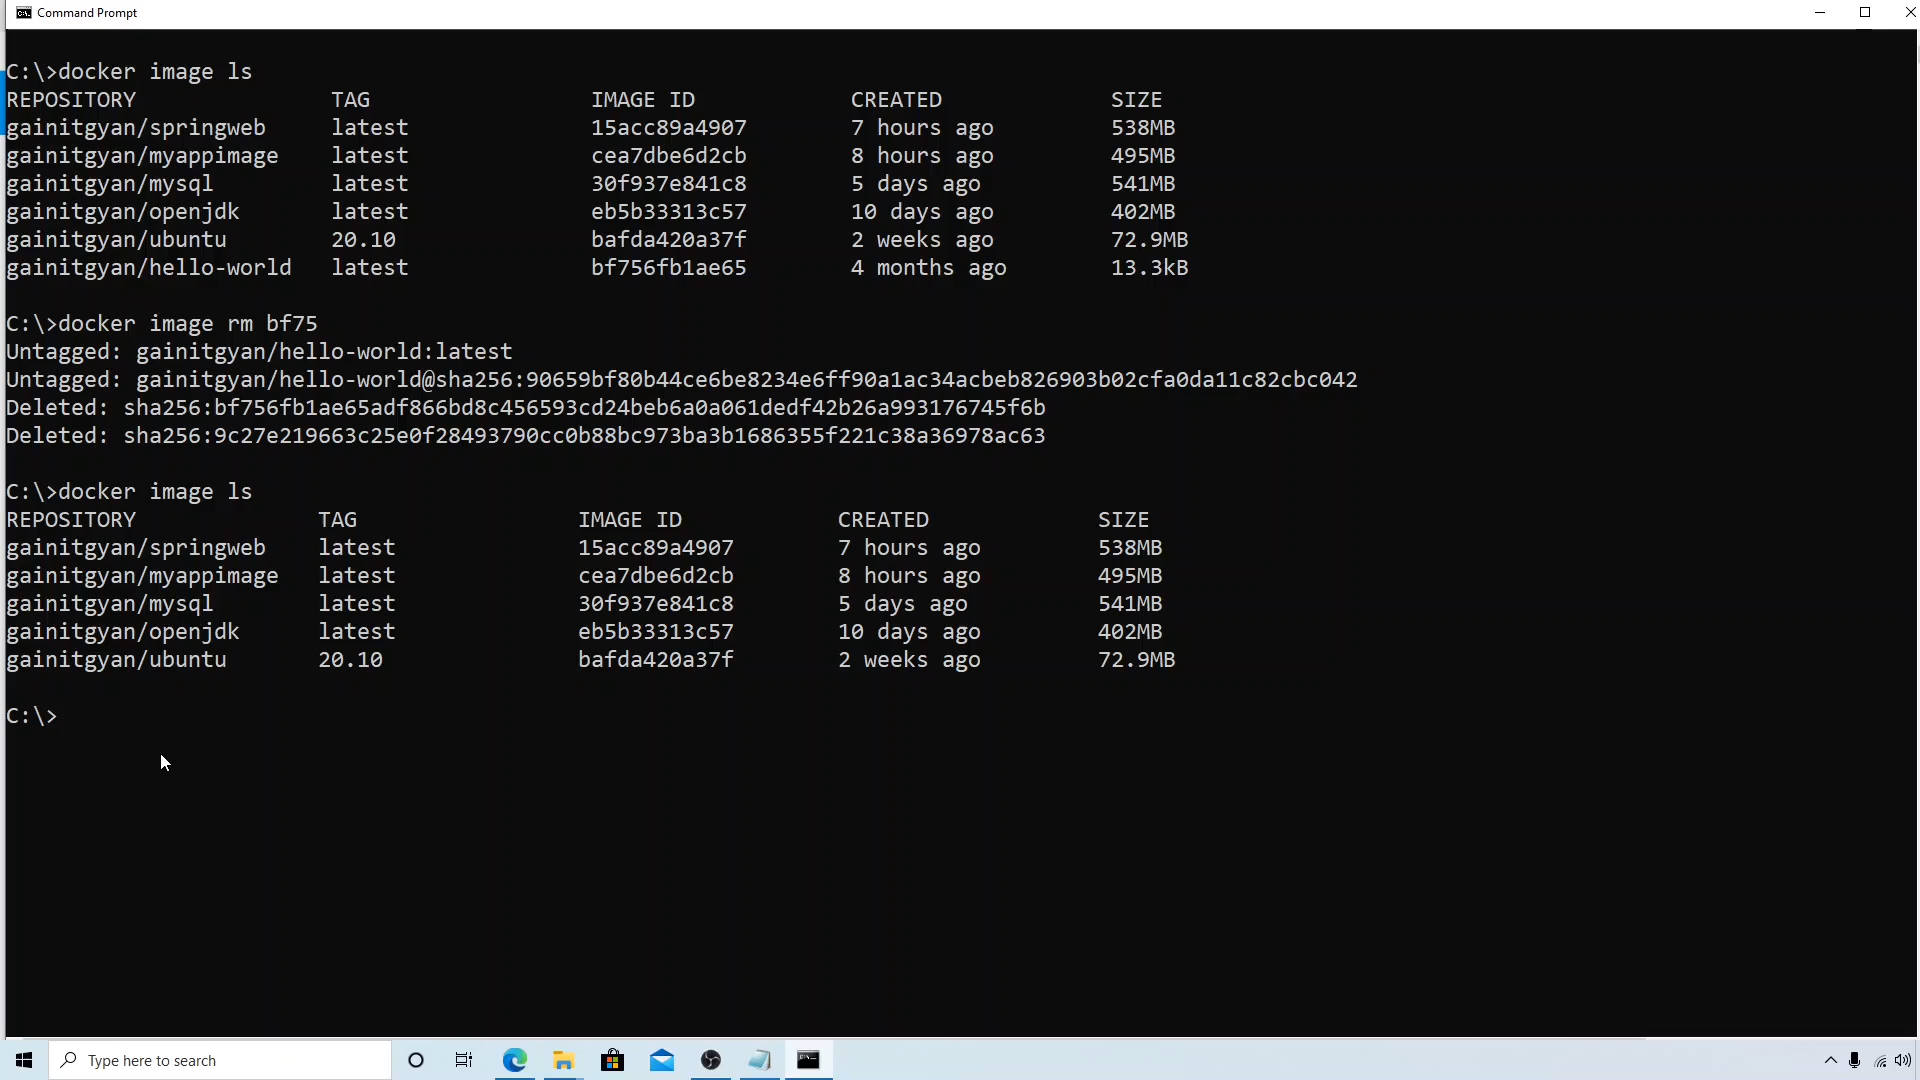 Command Prompt
C:\>docker image ls
REPOSITORY TAG IMAGE ID CREATED SIZE
gainitgyan/springweb latest 15acc89a4907 7 hours ago 538MB
gainitgyan/myappimage latest cea7dbe6d2cb 8 hours ago 495MB
gainitgyan/mysql latest 30f937e841c8 5 days ago 541MB
gainitgyan/openjdk latest eb5b33313c57 10 days ago 402MB
gainitgyan/ubuntu 20.10 bafda420a37f 2 weeks ago 72.9MB
gainitgyan/hello-world latest bf756fb1ae65 4 months ago 13.3kB
C:\>docker image rm bf75
Untagged: gainitgyan/hello-world:latest
Untagged: gainitgyan/hello-world@sha256:90659bf80b44ce6be8234e6ff90a1ac34acbeb826903b02cfa0da11c82cbc042
Deleted: sha256:bf756fb1ae65adf866bd8c456593cd24beb6a0a061dedf42b26a993176745f6b
Deleted: sha256:9c27e219663c25e0f28493790cc0b88bc973ba3b1686355f221c38a36978ac63
C:\>docker image ls
REPOSITORY TAG IMAGE ID CREATED SIZE
gainitgyan/springweb latest 15acc89a4907 7 hours ago 538MB
gainitgyan/myappimage latest cea7dbe6d2cb 8 hours ago 495MB
gainitgyan/mysql latest 30f937e841c8 5 days ago 541MB
gainitgyan/openjdk latest eb5b33313c57 10 days ago 402MB
gainitgyan/ubuntu 20.10 bafda420a37f 2 weeks ago 72.9MB
C:\>
Type here to search